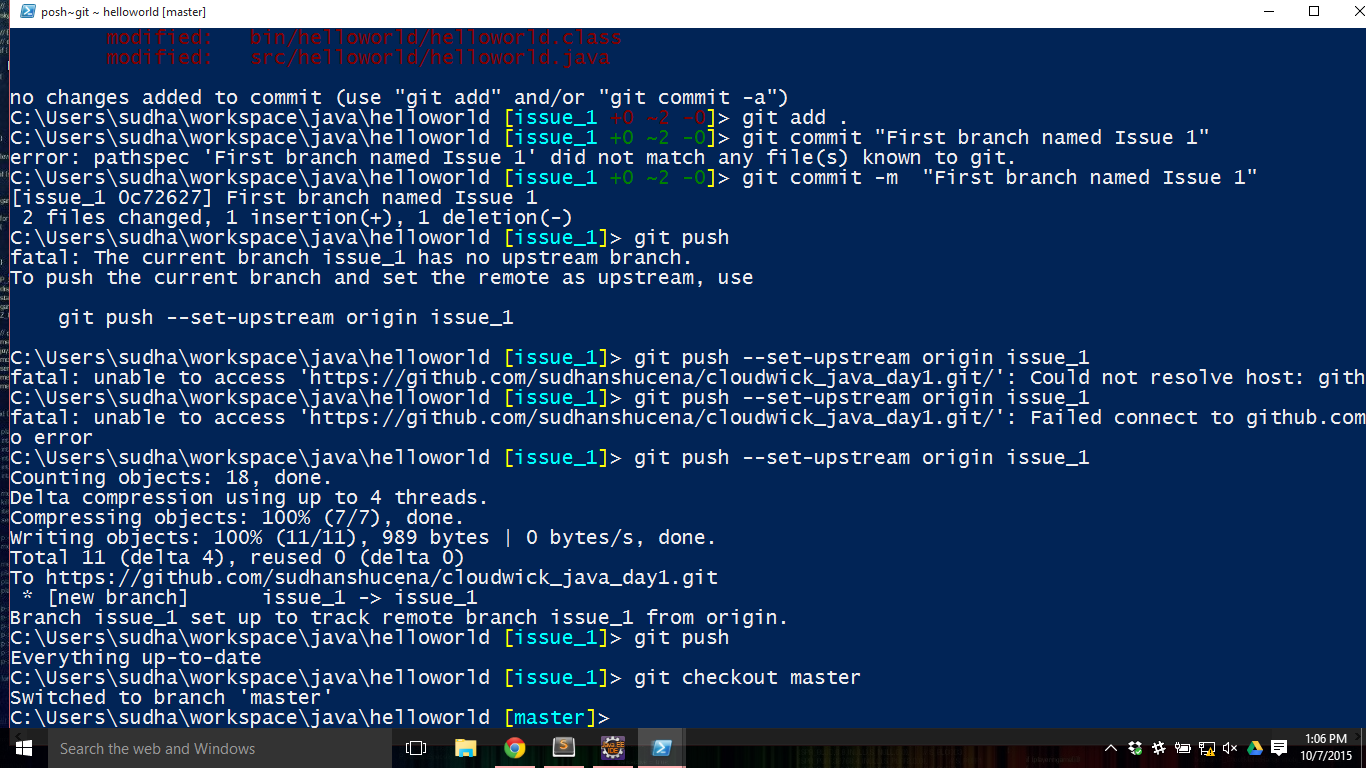 posh~git ~ helloworld [master]
modified:   bin/helloworld/helloworld.class
modified:   src/helloworld/helloworld.java
no changes added to commit (use "git add" and/or "git commit -a")
C:\Users\sudha\workspace\java\helloworld [issue_1 +0 ~2 -0]> git add .
C:\Users\sudha\workspace\java\helloworld [issue_1 +0 ~2 -0]> git commit "First branch named Issue 1"
error: pathspec 'First branch named Issue 1' did not match any file(s) known to git.
C:\Users\sudha\workspace\java\helloworld [issue_1 +0 ~2 -0]> git commit -m  "First branch named Issue 1"
[issue_1 0c72627] First branch named Issue 1
 2 files changed, 1 insertion(+), 1 deletion(-)
C:\Users\sudha\workspace\java\helloworld [issue_1]> git push
fatal: The current branch issue_1 has no upstream branch.
To push the current branch and set the remote as upstream, use
    git push --set-upstream origin issue_1
C:\Users\sudha\workspace\java\helloworld [issue_1]> git push --set-upstream origin issue_1
fatal: unable to access 'https://github.com/sudhanshucena/cloudwick_java_day1.git/': Could not resolve host: gith
C:\Users\sudha\workspace\java\helloworld [issue_1]> git push --set-upstream origin issue_1
fatal: unable to access 'https://github.com/sudhanshucena/cloudwick_java_day1.git/': Failed connect to github.com
o error
C:\Users\sudha\workspace\java\helloworld [issue_1]> git push --set-upstream origin issue_1
Counting objects: 18, done.
Delta compression using up to 4 threads.
Compressing objects: 100% (7/7), done.
Writing objects: 100% (11/11), 989 bytes | 0 bytes/s, done.
Total 11 (delta 4), reused 0 (delta 0)
To https://github.com/sudhanshucena/cloudwick_java_day1.git
 * [new branch]      issue_1 -> issue_1
Branch issue_1 set up to track remote branch issue_1 from origin.
C:\Users\sudha\workspace\java\helloworld [issue_1]> git push
Everything up-to-date
C:\Users\sudha\workspace\java\helloworld [issue_1]> git checkout master
Switched to branch 'master'
C:\Users\sudha\workspace\java\helloworld [master]>
Search the web and Windows
1:06 PM
10/7/2015